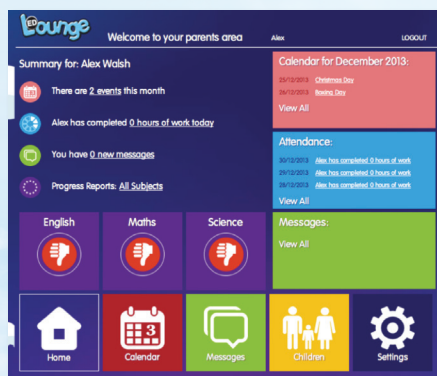 ED
Lounge
Welcome to your parents area
Alex
LOGOUT
Summary for: Alex Walsh
There are 2 events this month
Alex has completed 0 hours of work today
You have 0 new messages
Progress Reports: All Subjects
Calendar for December 2013:
25/12/2013 Christmas Day
26/12/2013 Boxing Day
View All
Attendance:
30/12/2013 Alex has completed 0 hours of work
29/12/2013 Alex has completed 0 hours of work
28/12/2013 Alex has completed 0 hours of work
View All
English
Maths
Science
Messages:
View All
3
Home
Calendar
Messages
Children
Settings